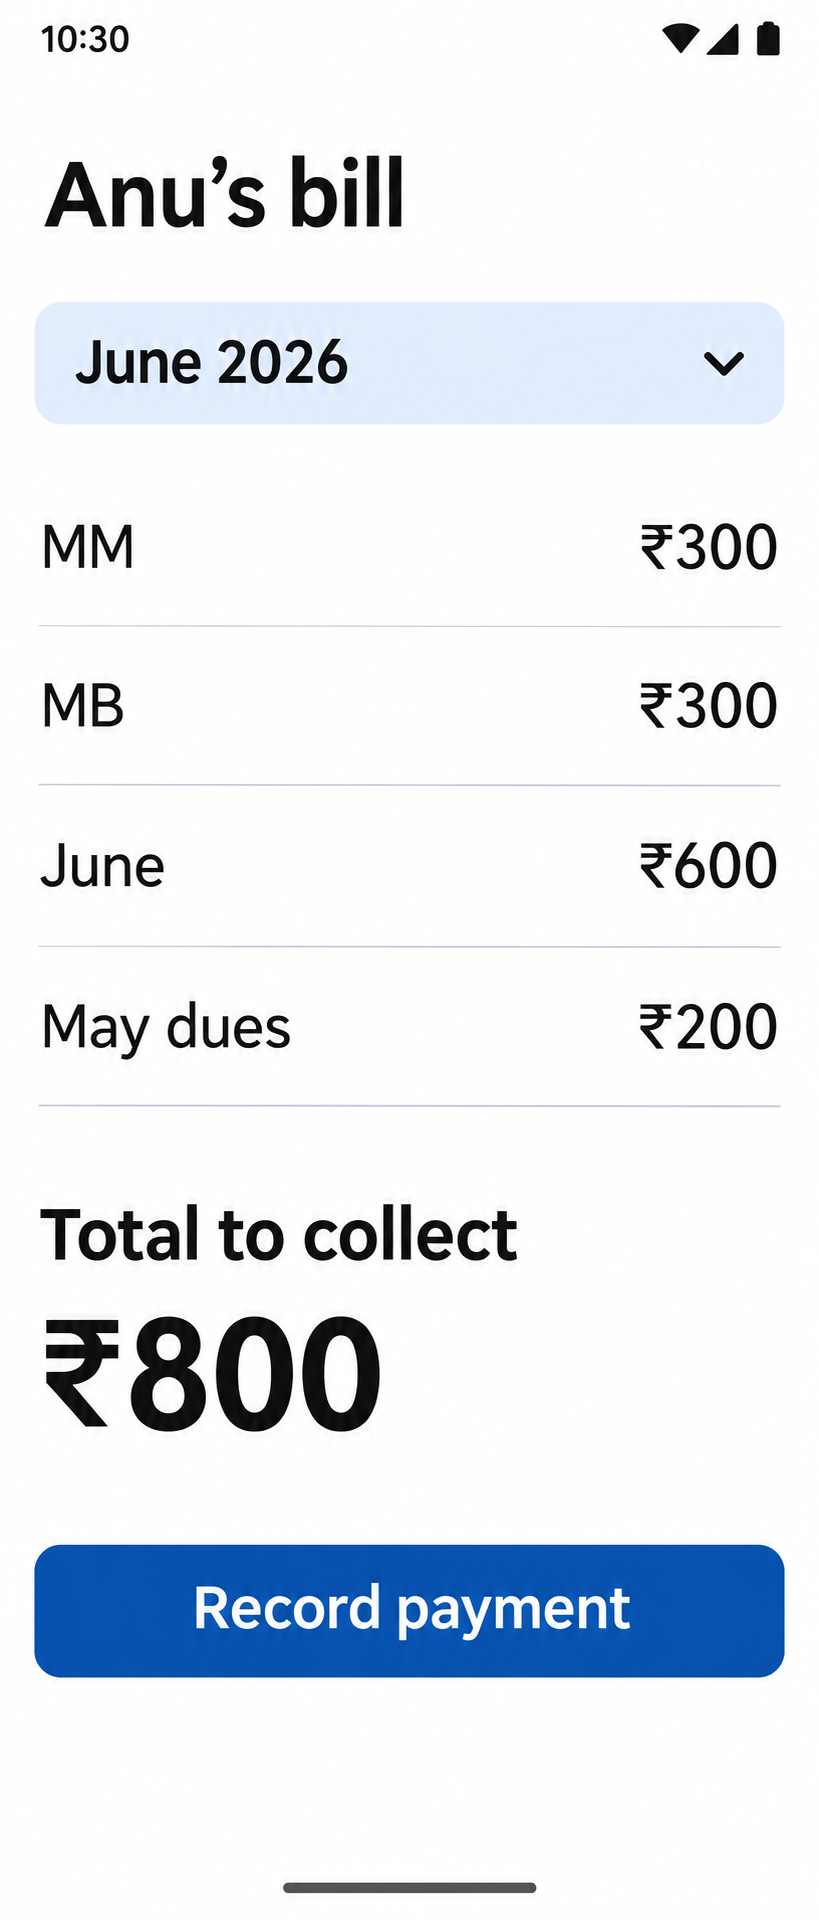 10:30
Anu’s bill
June 2026
MM ₹300
MB ₹300
June ₹600
May dues ₹200
Total to collect
₹800
Record payment